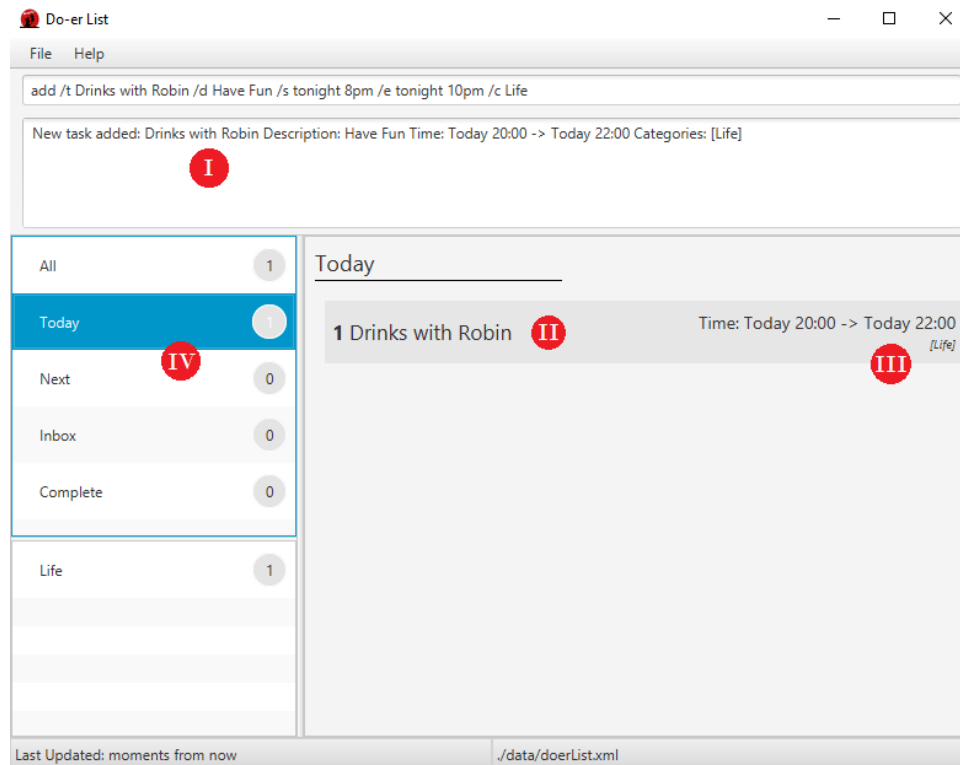 Do-er List
File Help
add /t Drinks with Robin /d Have Fun /s tonight 8pm /e tonight 10pm /c Life
New task added: Drinks with Robin Description: Have Fun Time: Today 20:00 -> Today 22:00 Categories: [Life]
I
All 1
Today 1
IV
Next 0
Inbox 0
Complete 0
Life 1
Today
1 Drinks with Robin II Time: Today 20:00 -> Today 22:00
[Life]
III
Last Updated: moments from now ./data/doerList.xml